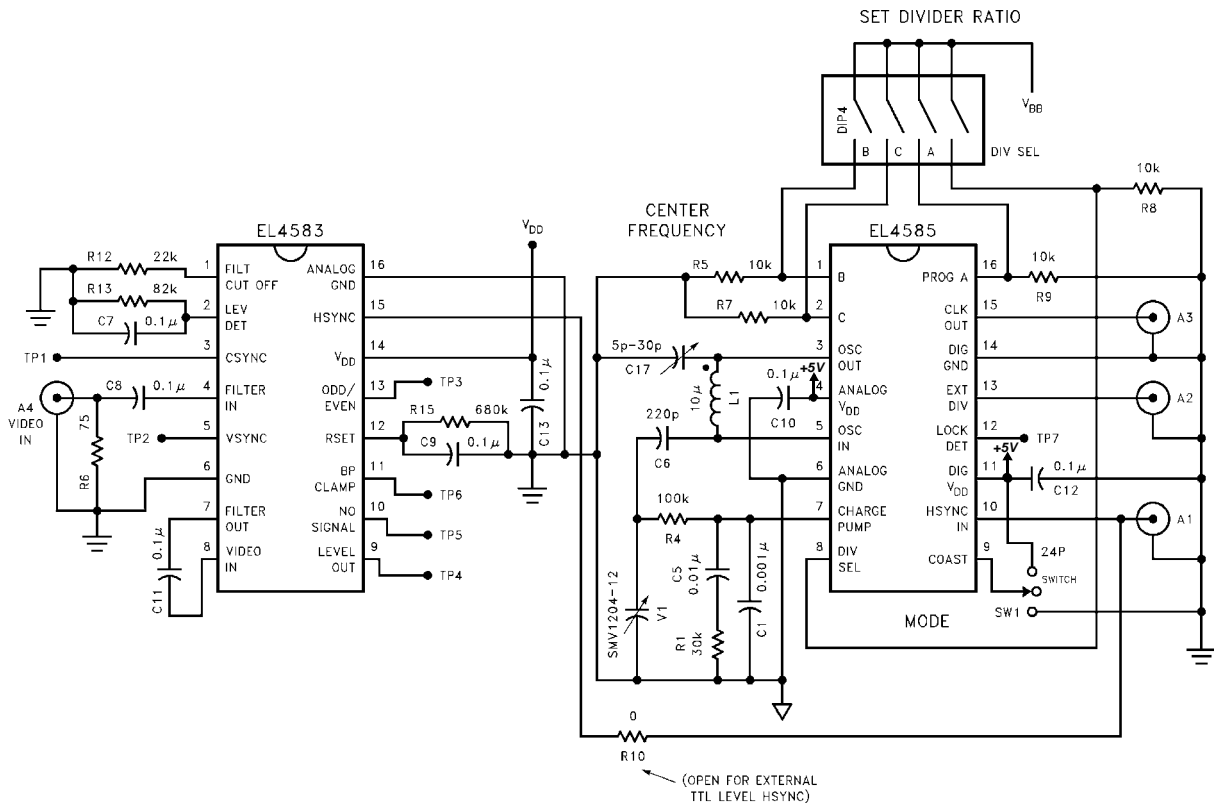 SET DIVIDER RATIO
VBB
DIP4
B C A
DIV SEL
10k
R8
CENTER
FREQUENCY
VDD
EL4583
R12 22k
R13 82k
C7 0.1μ
1 FILT
CUT OFF
2 LEV
DET
3 CSYNC
4 FILTER
IN
5 VSYNC
6 GND
7 FILTER
OUT
8 VIDEO
IN
ANALOG 16
GND
HSYNC 15
VDD 14
ODD/ 13
EVEN
RSET 12
BP 11
CLAMP
NO 10
SIGNAL
LEVEL 9
OUT
TP1
C8 0.1μ
A4
VIDEO
IN
75
R6
TP2
0.1μ
C11
TP3
R15 680k
C9 0.1μ
0.1μ
C13
TP6
TP5
TP4
EL4585
R5 10k
R7 10k
5p-30p
C17
10μ
L1
0.1μ
C10
+5V
220p
C6
100k
R4
SMV1204-12
V1
C5
0.01μ
R1
30k
0.001μ
C1
1 B
2 C
3 OSC
OUT
4 ANALOG
VDD
5 OSC
IN
6 ANALOG
GND
7 CHARGE
PUMP
8 DIV
SEL
PROG A 16
CLK 15
OUT
DIG 14
GND
EXT 13
DIV
LOCK 12
DET
DIG 11
VDD
HSYNC 10
IN
COAST 9
10k
R9
A3
A2
TP7
+5V
0.1μ
C12
A1
24P
SWITCH
SW1
MODE
0
R10
(OPEN FOR EXTERNAL
TTL LEVEL HSYNC)